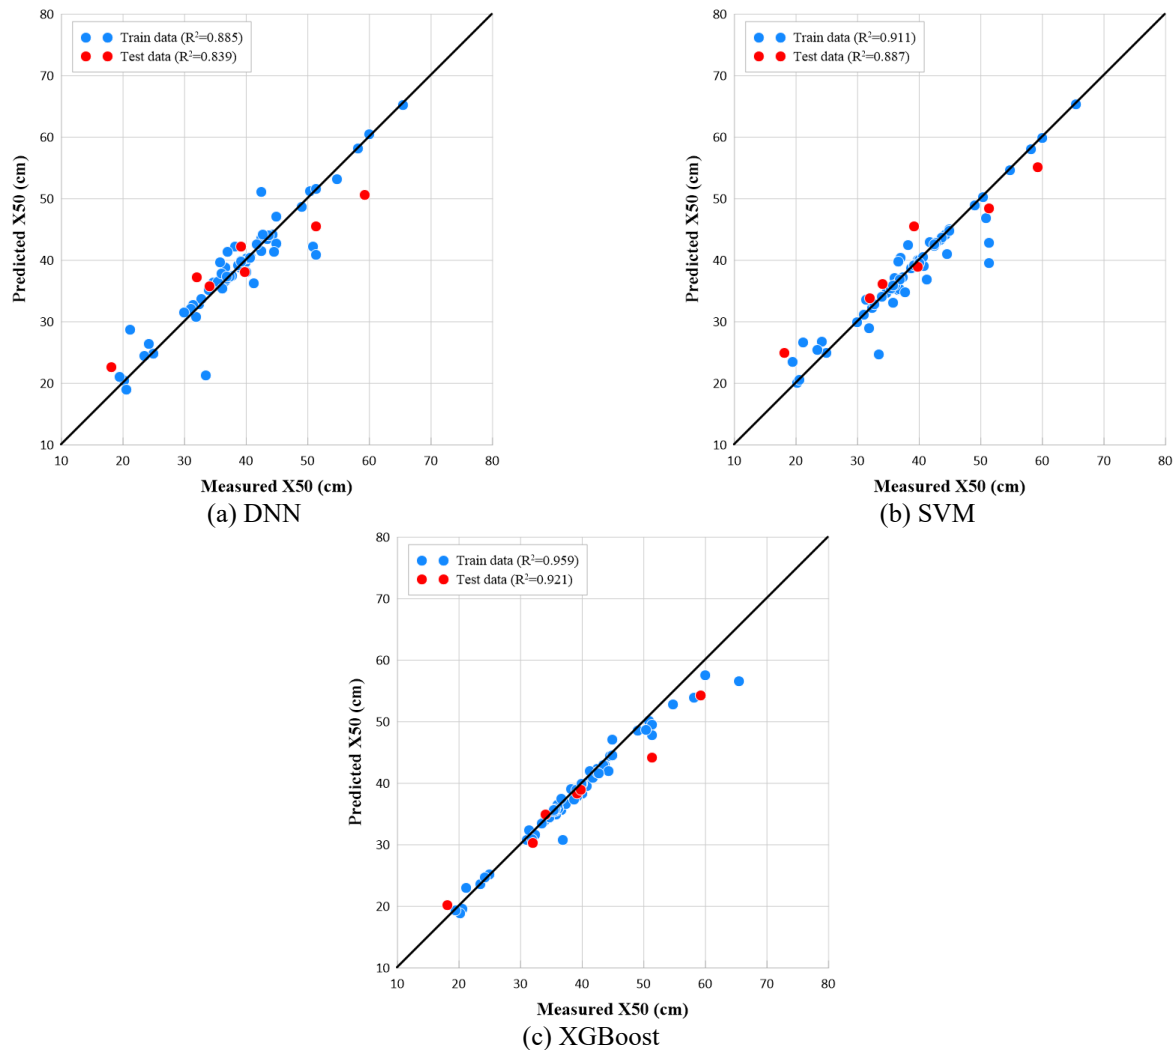 80
70
60
50
40
30
20
10
Predicted X50 (cm)
Train data (R²=0.885)
Test data (R²=0.839)
10 20 30 40 50 60 70 80
Measured X50 (cm)
(a) DNN
80
70
60
50
40
30
20
10
Predicted X50 (cm)
Train data (R²=0.911)
Test data (R²=0.887)
10 20 30 40 50 60 70 80
Measured X50 (cm)
(b) SVM
80
70
60
50
40
30
20
10
Predicted X50 (cm)
Train data (R²=0.959)
Test data (R²=0.921)
10 20 30 40 50 60 70 80
Measured X50 (cm)
(c) XGBoost